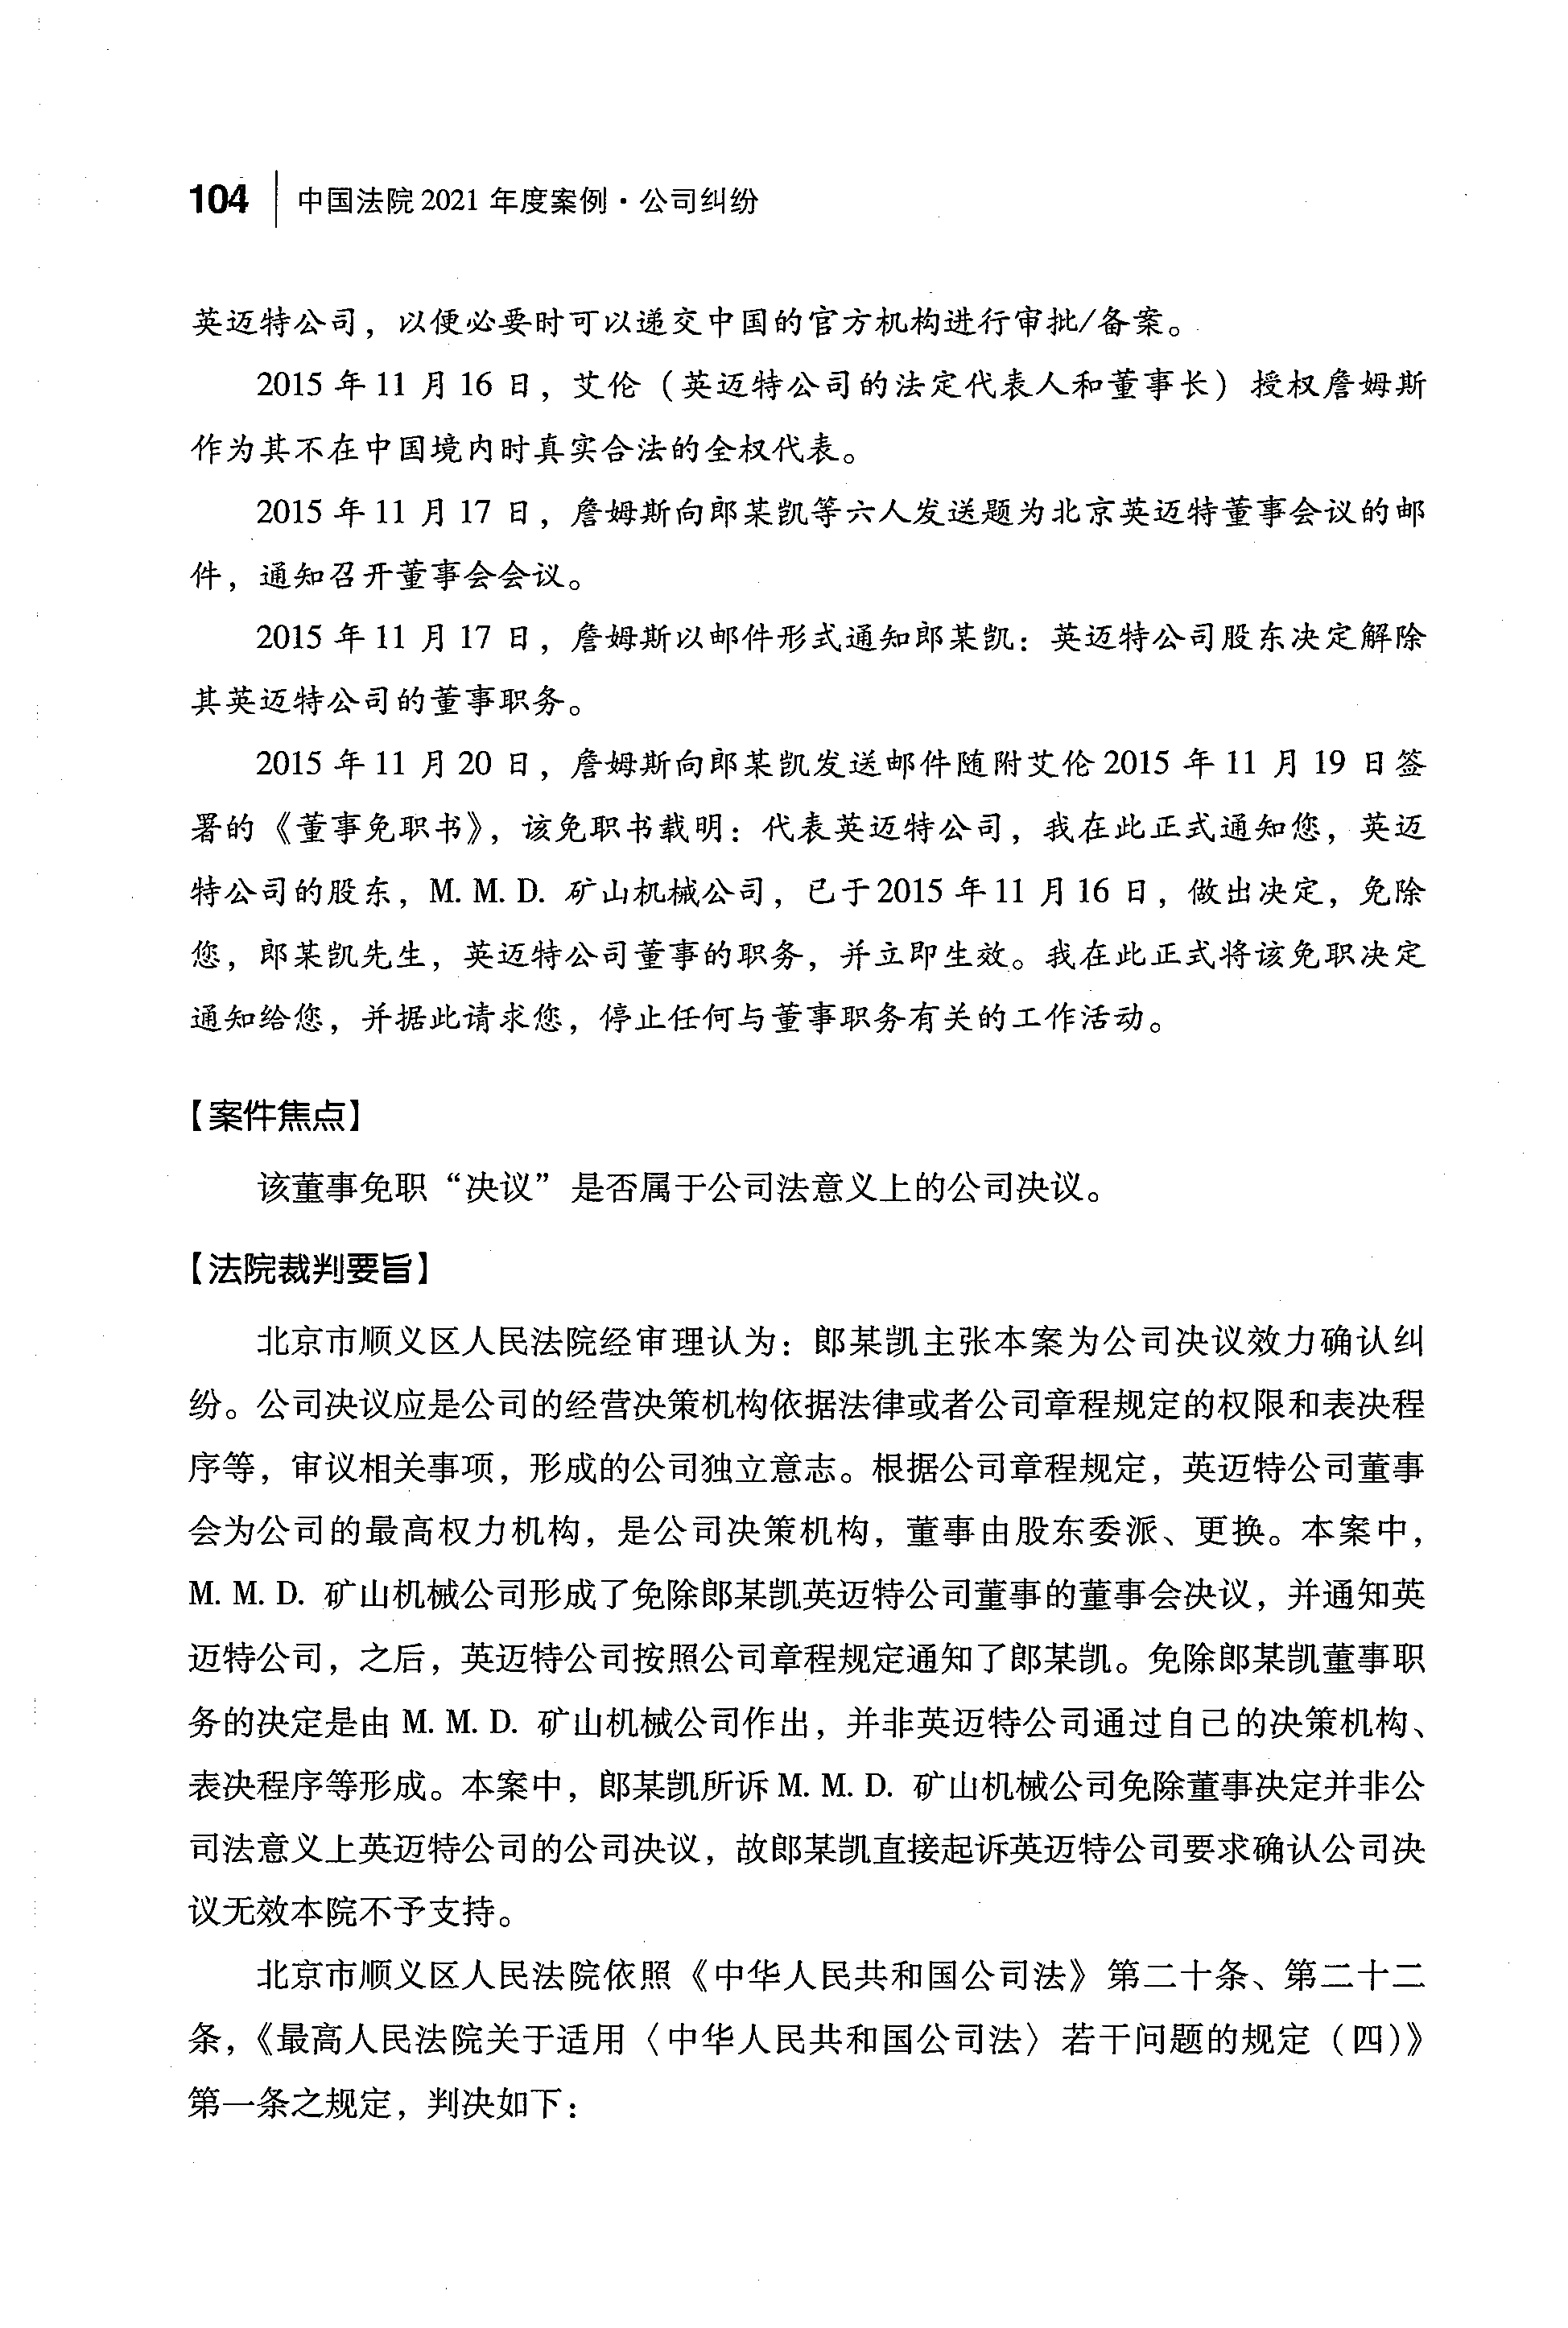 104 中国法院2021年度案例·公司纠纷
英迈特公司，以便必要时可以递交中国的官方机构进行审批/备案。
2015年11月16日，艾伦（英迈特公司的法定代表人和董事长）授权詹姆斯
作为其不在中国境内时真实合法的全权代表。
2015年11月17日，詹姆斯向郎某凯等六人发送题为北京英迈特董事会议的邮
件，通知召开董事会会议。
2015年11月17日，詹姆斯以邮件形式通知郎某凯：英迈特公司股东决定解除
其英迈特公司的董事职务。
2015年11月20日，詹姆斯向郎某凯发送邮件随附艾伦2015年11月19日签
署的《董事免职书》，该免职书载明：代表英迈特公司，我在此正式通知您，英迈
特公司的股东，M. M. D. 矿山机械公司，已于2015年11月16日，做出决定，免除
您，郎某凯先生，英迈特公司董事的职务，并立即生效。我在此正式将该免职决定
通知给您，并据此请求您，停止任何与董事职务有关的工作活动。
【案件焦点】
该董事免职“决议”是否属于公司法意义上的公司决议。
【法院裁判要旨】
北京市顺义区人民法院经审理认为：郎某凯主张本案为公司决议效力确认纠
纷。公司决议应是公司的经营决策机构依据法律或者公司章程规定的权限和表决程
序等，审议相关事项，形成的公司独立意志。根据公司章程规定，英迈特公司董事
会为公司的最高权力机构，是公司决策机构，董事由股东委派、更换。本案中，
M. M. D. 矿山机械公司形成了免除郎某凯英迈特公司董事的董事会决议，并通知英
迈特公司，之后，英迈特公司按照公司章程规定通知了郎某凯。免除郎某凯董事职
务的决定是由 M. M. D. 矿山机械公司作出，并非英迈特公司通过自己的决策机构、
表决程序等形成。本案中，郎某凯所诉 M. M. D. 矿山机械公司免除董事决定并非公
司法意义上英迈特公司的公司决议，故郎某凯直接起诉英迈特公司要求确认公司决
议无效本院不予支持。
北京市顺义区人民法院依照《中华人民共和国公司法》第二十条、第二十二
条，《最高人民法院关于适用〈中华人民共和国公司法〉若干问题的规定（四）》
第一条之规定，判决如下：